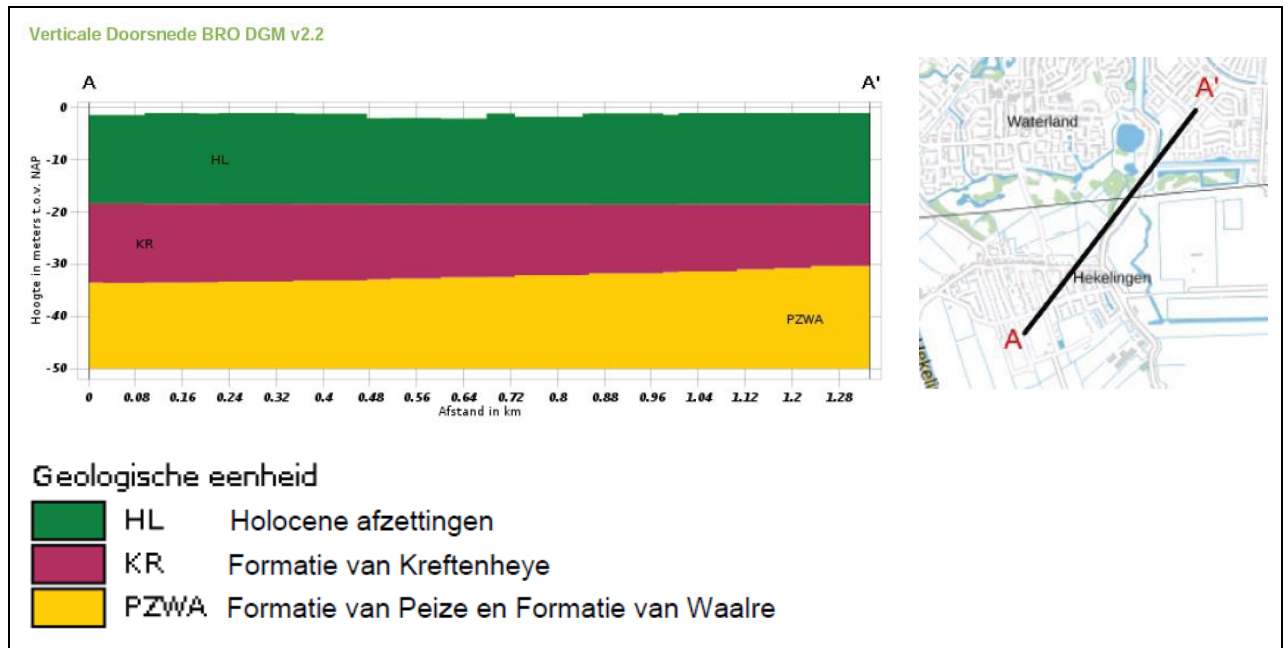 Verticale Doorsnede BRO DGM v2.2
A A'
0
-10
-20
-30
-40
-50
Hoogte in meters t.o.v. NAP
HL
KR
PZWA
0 0.08 0.16 0.24 0.32 0.4 0.48 0.56 0.64 0.72 0.8 0.88 0.96 1.04 1.12 1.2 1.28
Afstand in km
A'
Waterland
Hekelingen
A
Geologische eenheid
HL Holocene afzettingen
KR Formatie van Kreftenheye
PZWA Formatie van Peize en Formatie van Waalre